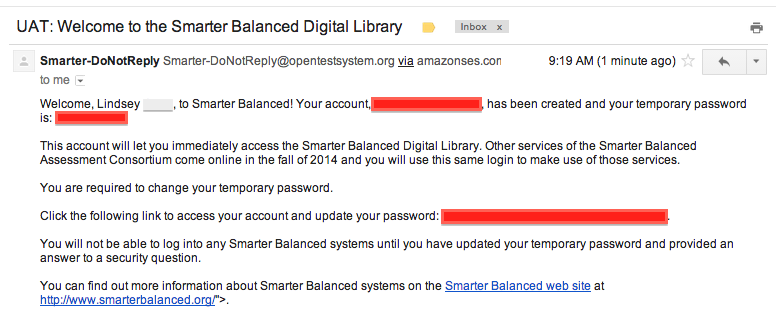 UAT: Welcome to the Smarter Balanced Digital Library Inbox x
Smarter-DoNotReply Smarter-DoNotReply@opentestsystem.org via amazonses.com 9:19 AM (1 minute ago)
to me
Welcome, Lindsey , to Smarter Balanced! Your account, , has been created and your temporary password
is:
This account will let you immediately access the Smarter Balanced Digital Library. Other services of the Smarter Balanced
Assessment Consortium come online in the fall of 2014 and you will use this same login to make use of those services.
You are required to change your temporary password.
Click the following link to access your account and update your password: .
You will not be able to log into any Smarter Balanced systems until you have updated your temporary password and provided an
answer to a security question.
You can find out more information about Smarter Balanced systems on the Smarter Balanced web site at
http://www.smarterbalanced.org/">.